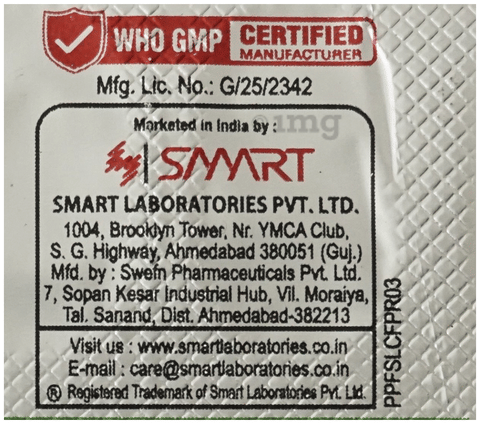 WHO GMP CERTIFIED
MANUFACTURER
Mfg. Lic. No.: G/25/2342
Marketed in India by :
1mg
SMART
SMART LABORATORIES PVT. LTD.
1004, Brooklyn Tower, Nr. YMCA Club,
S. G. Highway, Ahmedabad 380051 (Guj.)
Mfd. by : Swefn Pharmaceuticals Pvt. Ltd.
7, Sopan Kesar Industrial Hub, Vil. Moraiya,
Tal. Sanand, Dist. Ahmedabad-382213
Visit us : www.smartlaboratories.co.in
E-mail : care@smartlaboratories.co.in
® Registered Trademark of Smart Laboratories Pvt. Ltd.
PPFSLCFPR03